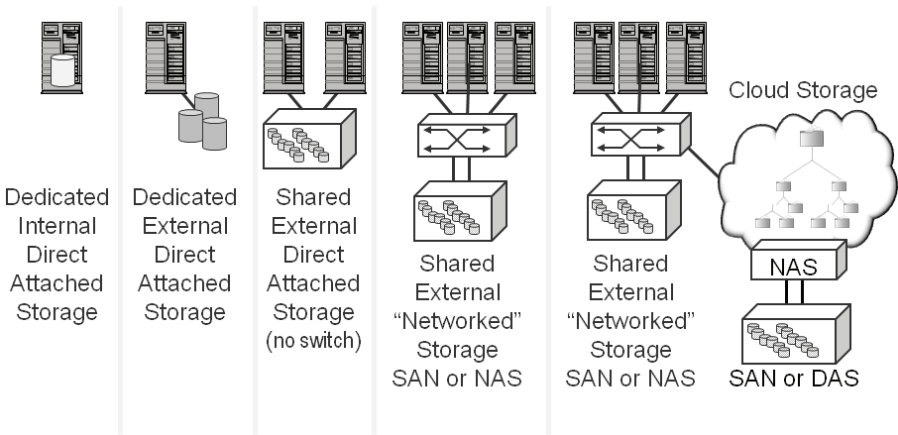 Cloud Storage
Dedicated
Internal
Direct
Attached
Storage
Dedicated
External
Direct
Attached
Storage
Shared
External
Direct
Attached
Storage
(no switch)
Shared
External
“Networked”
Storage
SAN or NAS
Shared
External
“Networked”
Storage
SAN or NAS
NAS
SAN or DAS